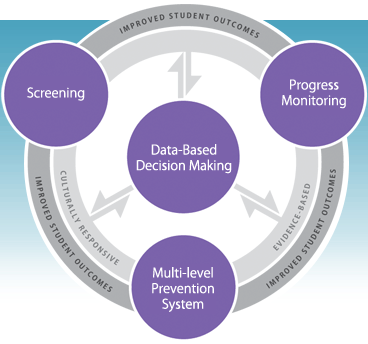 IMPROVED STUDENT OUTCOMES
Screening
Progress
Monitoring
Data-Based
Decision Making
IMPROVED STUDENT OUTCOMES
CULTURALLY RESPONSIVE
EVIDENCE-BASED
IMPROVED STUDENT OUTCOMES
Multi-level
Prevention
System